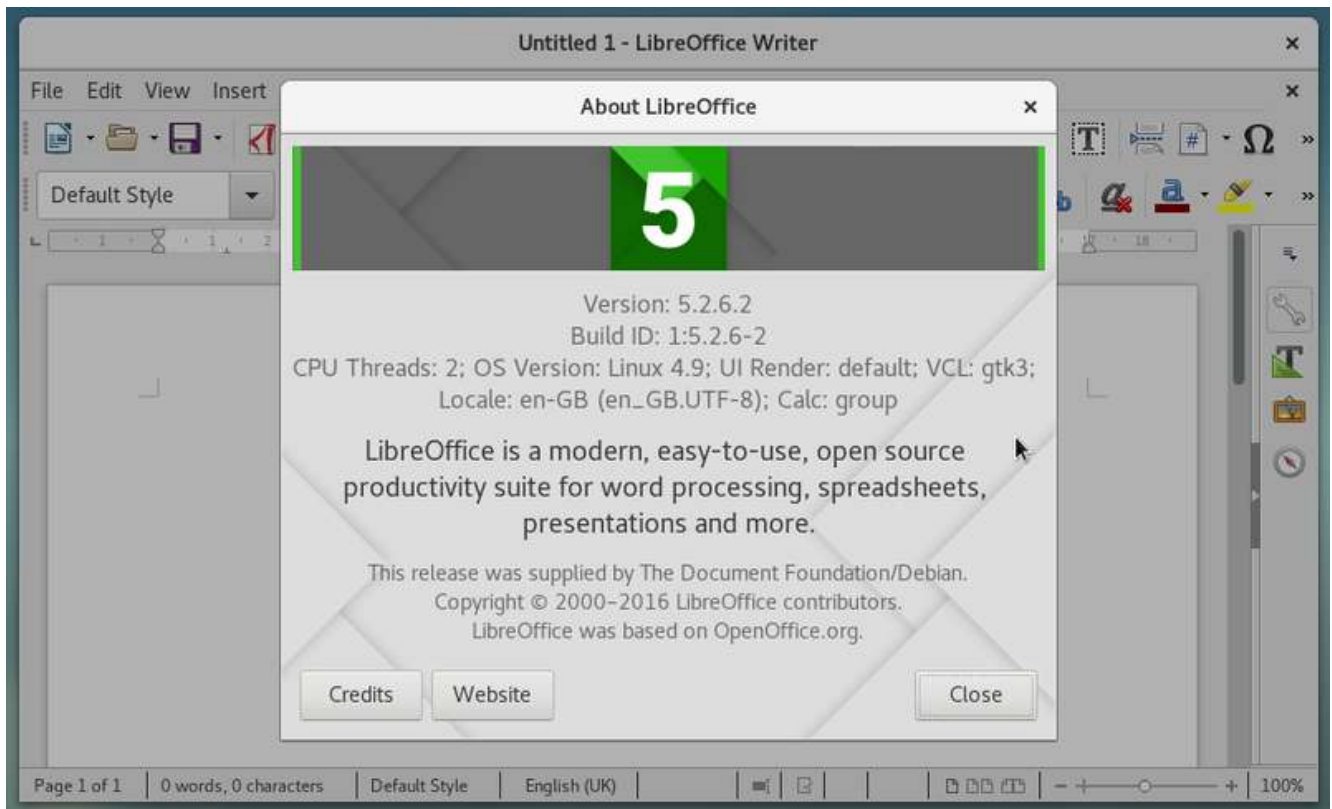 Untitled 1 - LibreOffice Writer
File Edit View Insert
About LibreOffice
T # Ω »
Default Style
a a »
1 1 2
17 18
5
Version: 5.2.6.2
Build ID: 1:5.2.6-2
CPU Threads: 2; OS Version: Linux 4.9; UI Render: default; VCL: gtk3;
Locale: en-GB (en_GB.UTF-8); Calc: group
LibreOffice is a modern, easy-to-use, open source
productivity suite for word processing, spreadsheets,
presentations and more.
This release was supplied by The Document Foundation/Debian.
Copyright © 2000–2016 LibreOffice contributors.
LibreOffice was based on OpenOffice.org.
Credits Website Close
Page 1 of 1 0 words, 0 characters Default Style English (UK) 100%